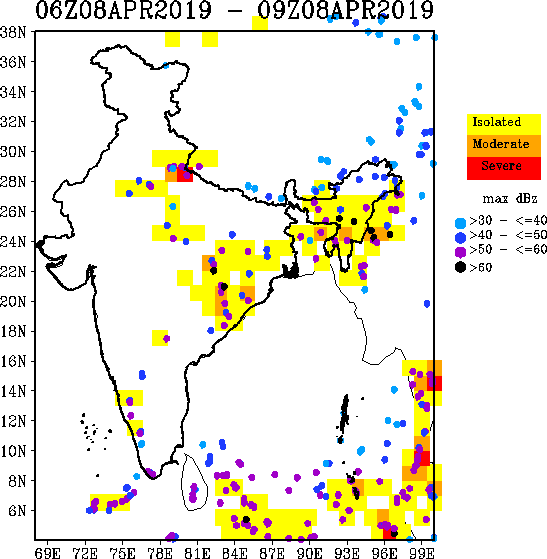 06Z08APR2019 - 09Z08APR2019
38N
36N
34N
32N
30N
28N
26N
24N
22N
20N
18N
16N
14N
12N
10N
8N
6N
69E 72E 75E 78E 81E 84E 87E 90E 93E 96E 99E
Isolated
Moderate
Severe
max dBz
>30 - <=40
>40 - <=50
>50 - <=60
>60